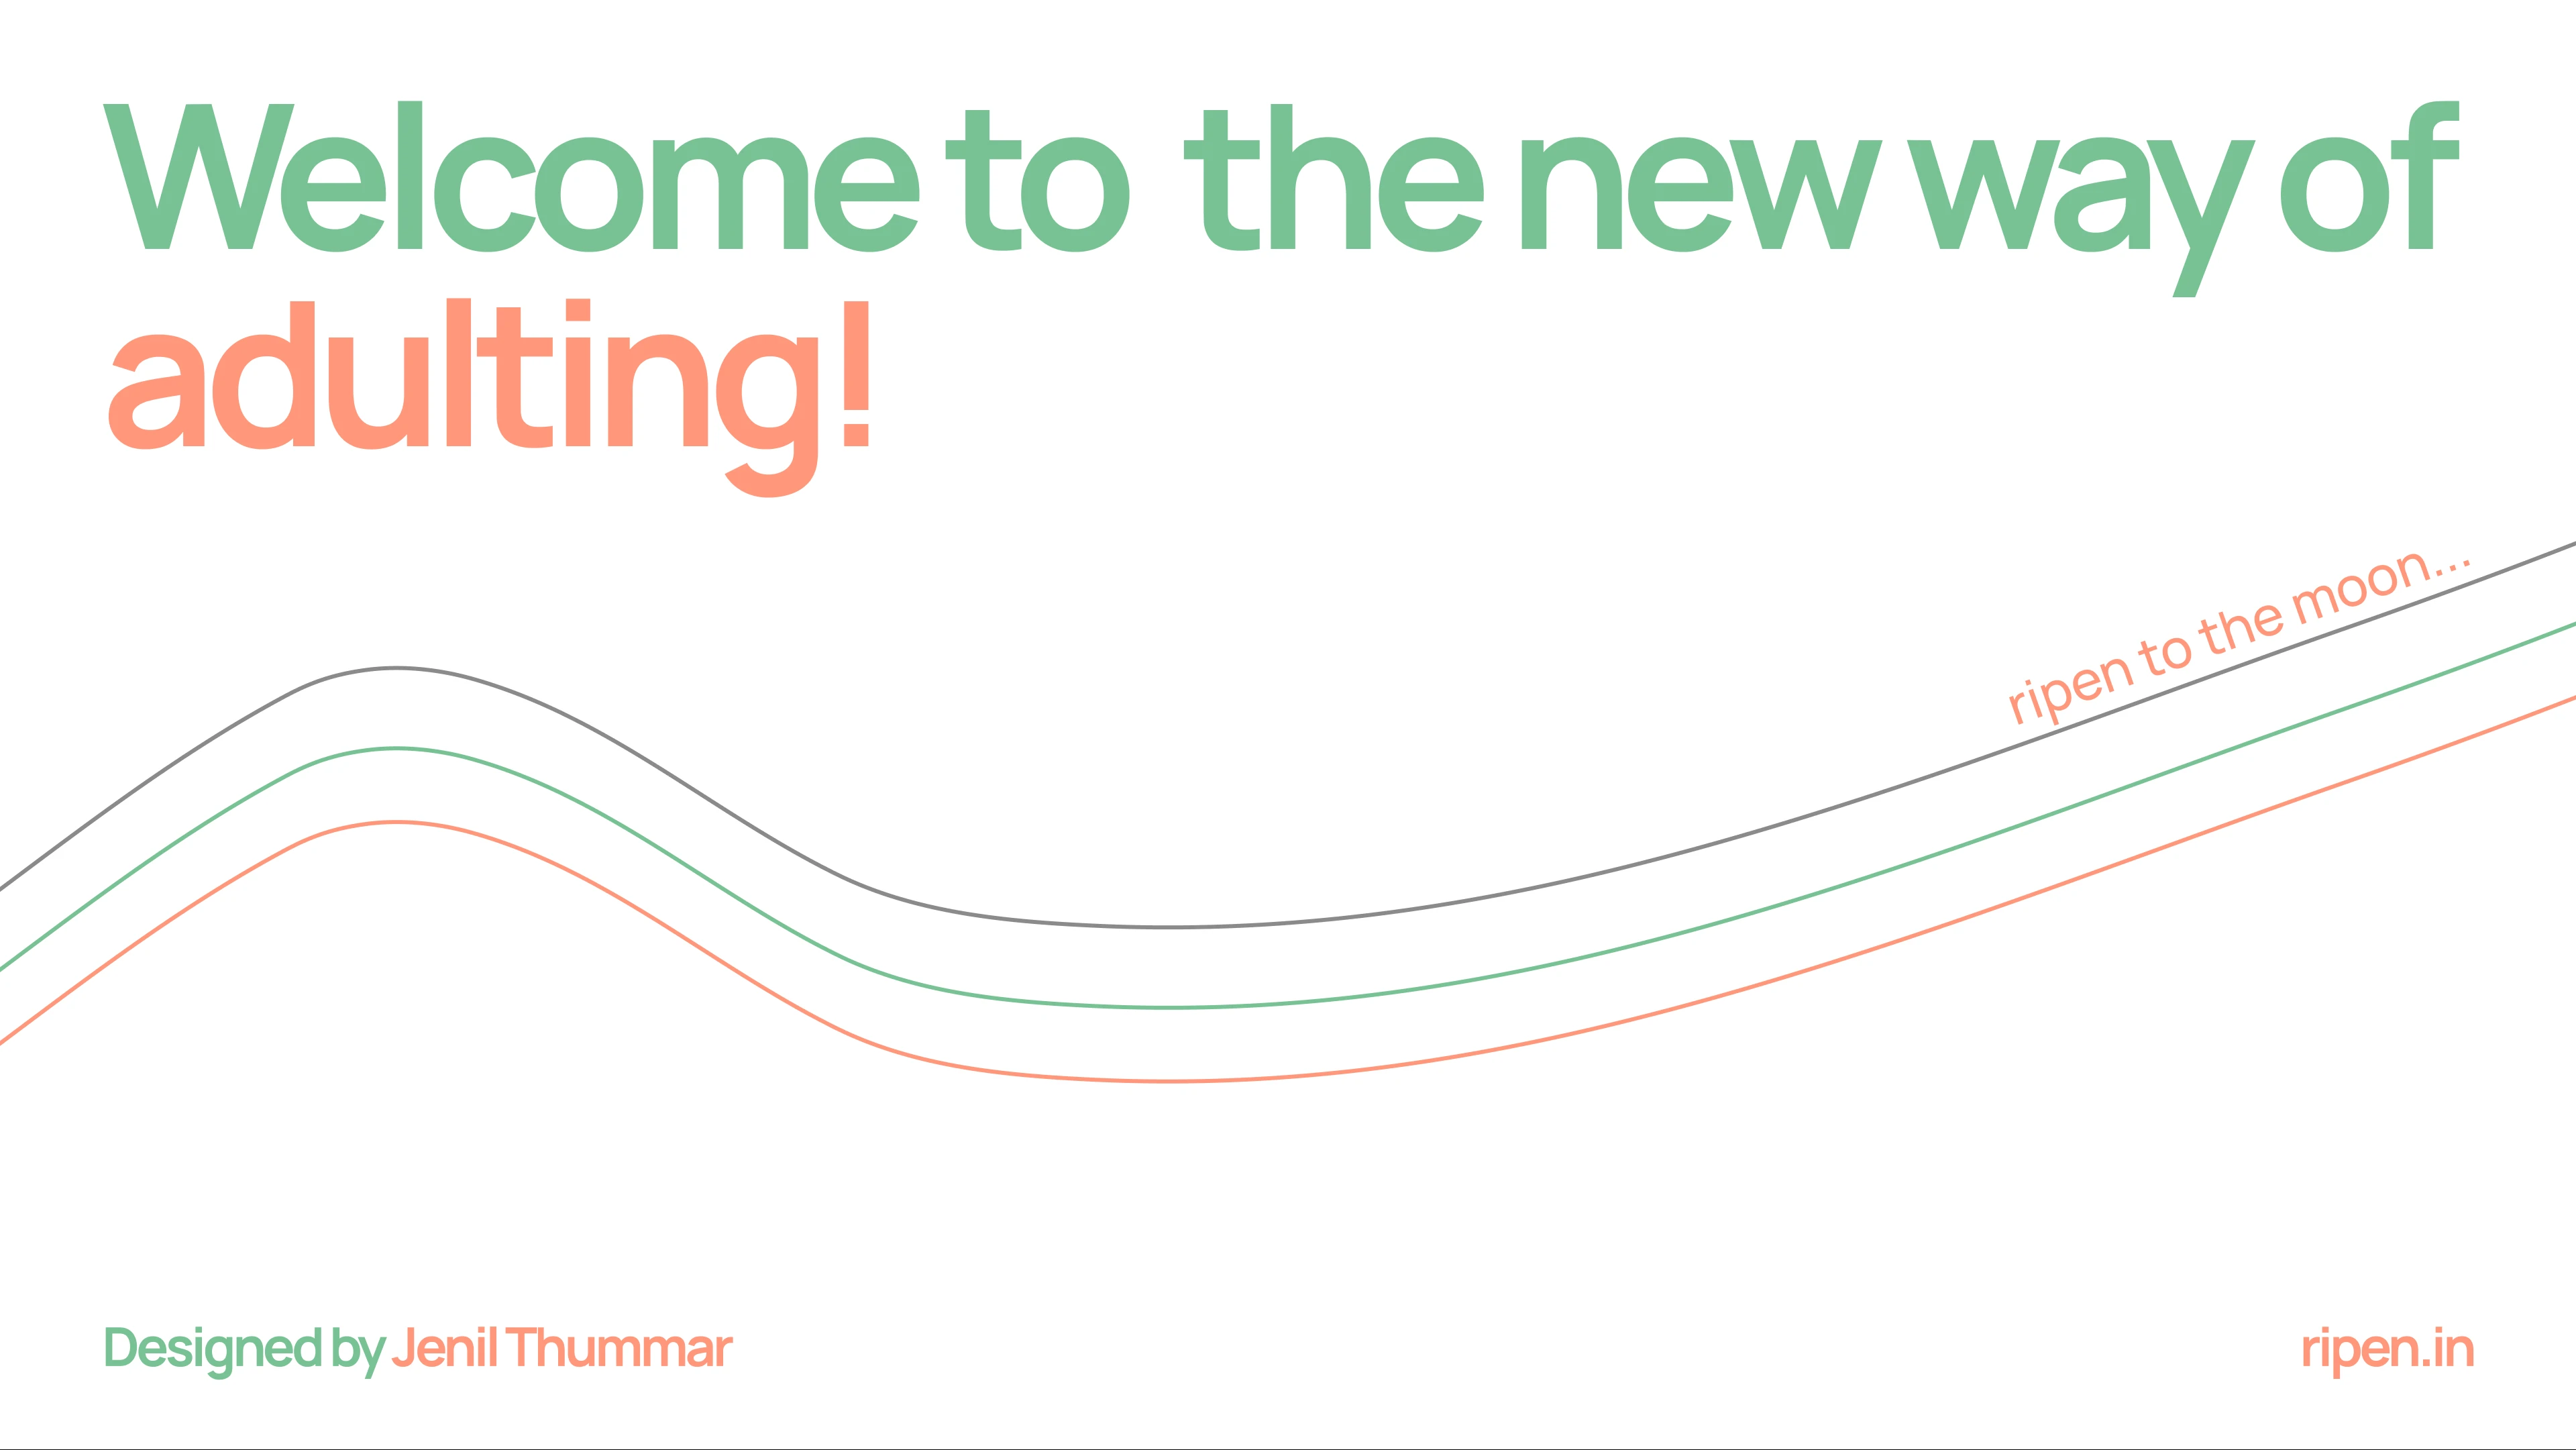 Welcome to the new way of
adulting!
ripen to the moon...
Designed by Jenil Thummar
ripen.in